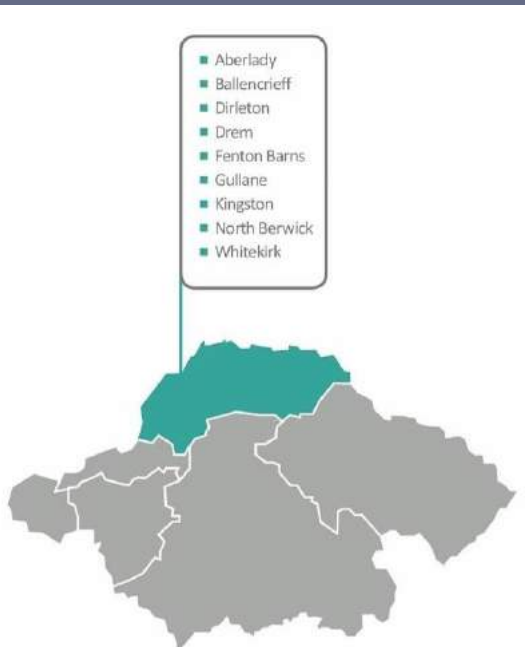 Aberlady
Ballencrieff
Dirleton
Drem
Fenton Barns
Gullane
Kingston
North Berwick
Whitekirk